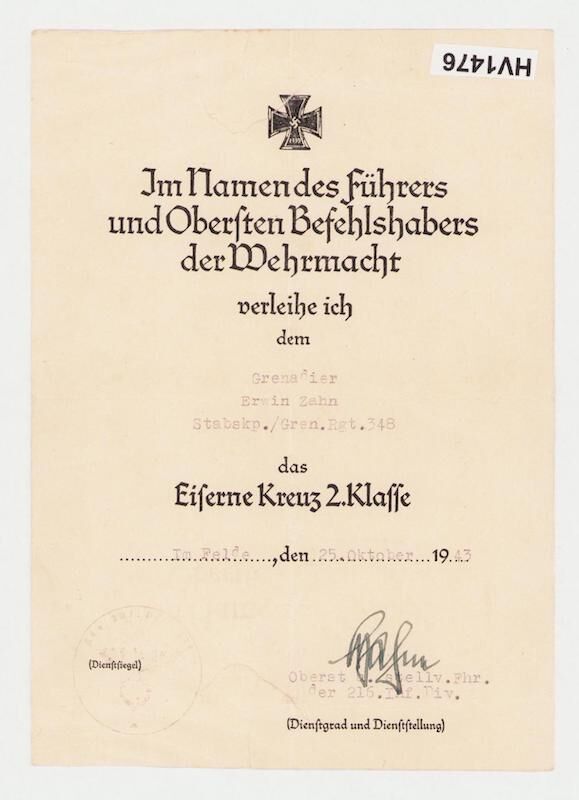 HV1476
1939
Im Namen des Führers
und Oberſten Befehlshabers
der Wehrmacht
verleihe ich
dem
Grenadier
Erwin Zahn
Stabskp./Gren.Rgt.348
das
Eiſerne Kreuz 2.Klaſſe
Im Felde, den 25.Oktober 1943
(Dienſtſiegel)
Oberst u. stellv.Fhr.
der 216.Inf.Div.
(Dienſtgrad und Dienſtſtellung)